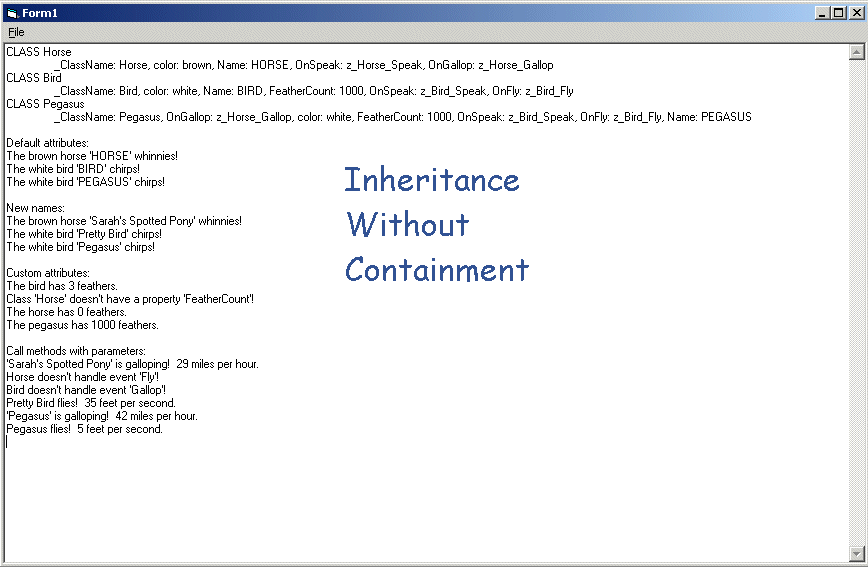 Form1
File
CLASS Horse
_ClassName: Horse, color: brown, Name: HORSE, OnSpeak: z_Horse_Speak, OnGallop: z_Horse_Gallop
CLASS Bird
_ClassName: Bird, color: white, Name: BIRD, FeatherCount: 1000, OnSpeak: z_Bird_Speak, OnFly: z_Bird_Fly
CLASS Pegasus
_ClassName: Pegasus, OnGallop: z_Horse_Gallop, color: white, FeatherCount: 1000, OnSpeak: z_Bird_Speak, OnFly: z_Bird_Fly, Name: PEGASUS
Default attributes:
The brown horse 'HORSE' whinnies!
The white bird 'BIRD' chirps!
The white bird 'PEGASUS' chirps!
New names:
The brown horse 'Sarah's Spotted Pony' whinnies!
The white bird 'Pretty Bird' chirps!
The white bird 'Pegasus' chirps!
Custom attributes:
The bird has 3 feathers.
Class 'Horse' doesn't have a property 'FeatherCount'!
The horse has 0 feathers.
The pegasus has 1000 feathers.
Call methods with parameters:
'Sarah's Spotted Pony' is galloping!  29 miles per hour.
Horse doesn't handle event 'Fly'!
Bird doesn't handle event 'Gallop'!
Pretty Bird flies!  35 feet per second.
'Pegasus' is galloping!  42 miles per hour.
Pegasus flies!  5 feet per second.
Inheritance
Without
Containment